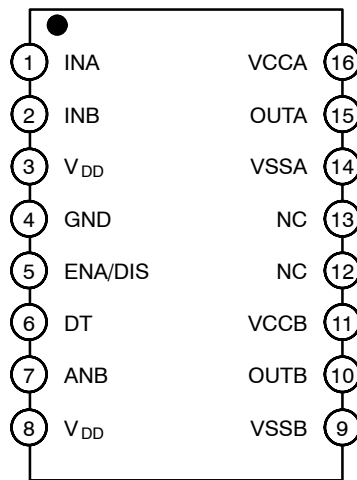 1 INA VCCA 16
2 INB OUTA 15
3 VDD VSSA 14
4 GND NC 13
5 ENA/DIS NC 12
6 DT VCCB 11
7 ANB OUTB 10
8 VDD VSSB 9